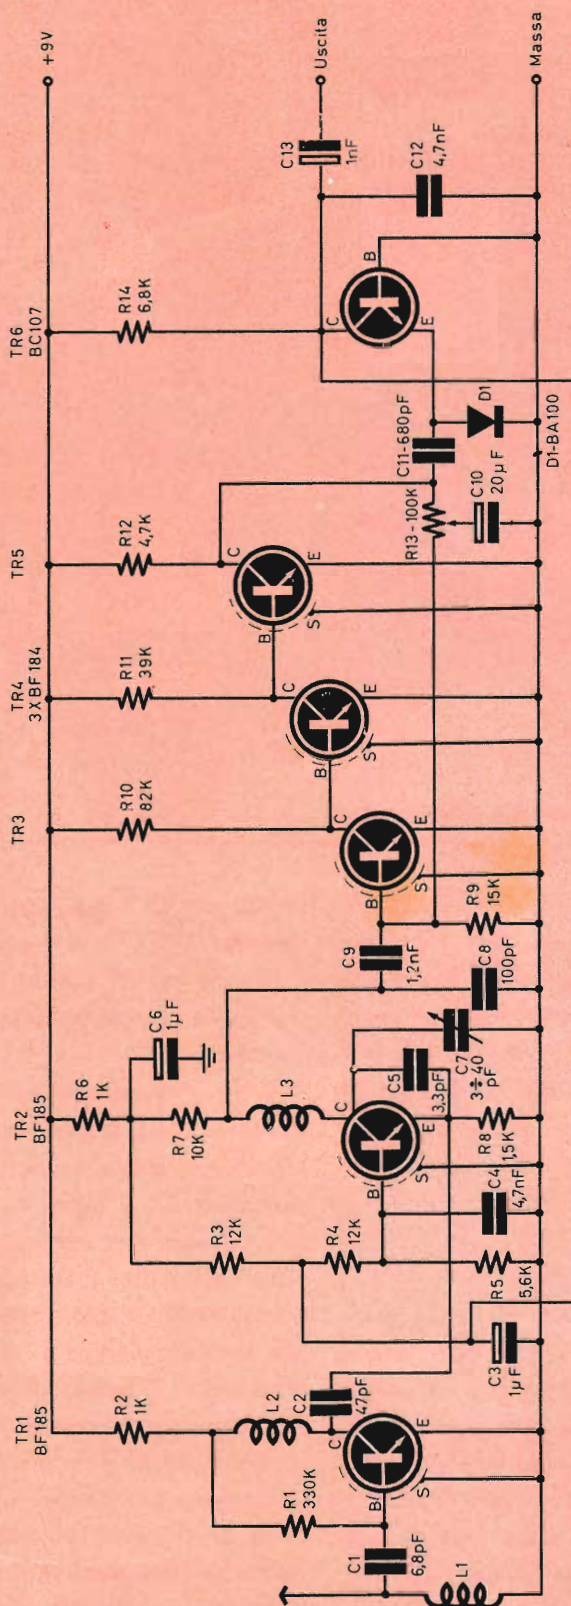 TR1
BF185
TR2
BF185
TR3
TR4
3XBF184
TR5
TR6
BC107
+9V
R2
1K
R6
1K
C6
1µF
R10
82K
R11
39K
R12
4,7K
R14
6,8K
R1
330K
L2
R3
12K
R7
10K
L3
C
B
E
S
C13
1nF
Uscita
C2
47pF
R4
12K
C9
1,2nF
C
B
E
S
C
B
E
S
C
B
E
S
C
B
E
S
C
B
E
C12
4,7nF
C11-680pF
R13-100K
C10
20µF
D1
D1-BA100
C1
6,8pF
L1
C3
1µF
R5
5,6K
C4
4,7nF
R8
1,5K
C5
3,3pF
C7
3÷40
pF
C8
100pF
R9
15K
Massa